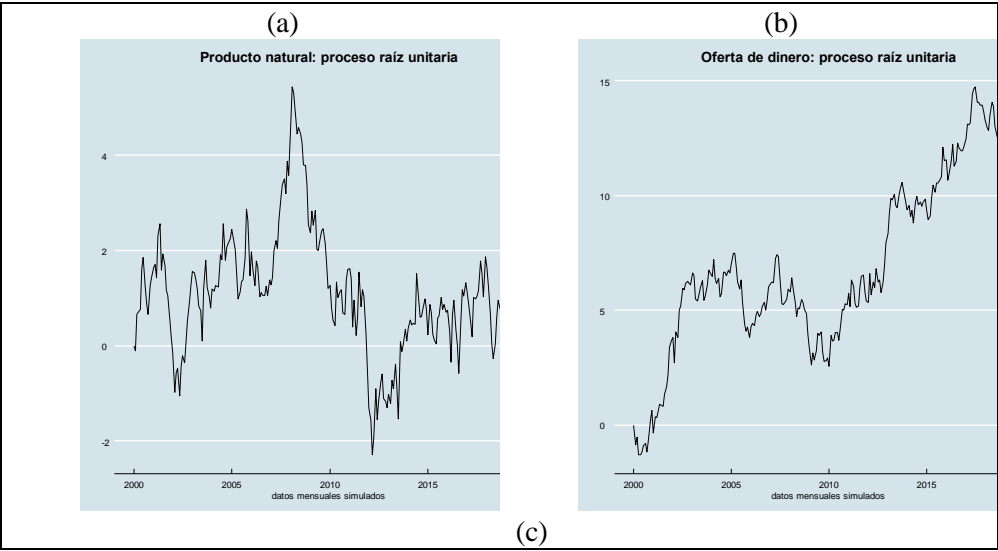 (a) (b)
Producto natural: proceso raíz unitaria Oferta de dinero: proceso raíz unitaria
15
4
10
2
5
0
0
-2
2000 2005 2010 2015 2000 2005 2010 2015
datos mensuales simulados datos mensuales simulados
(c)